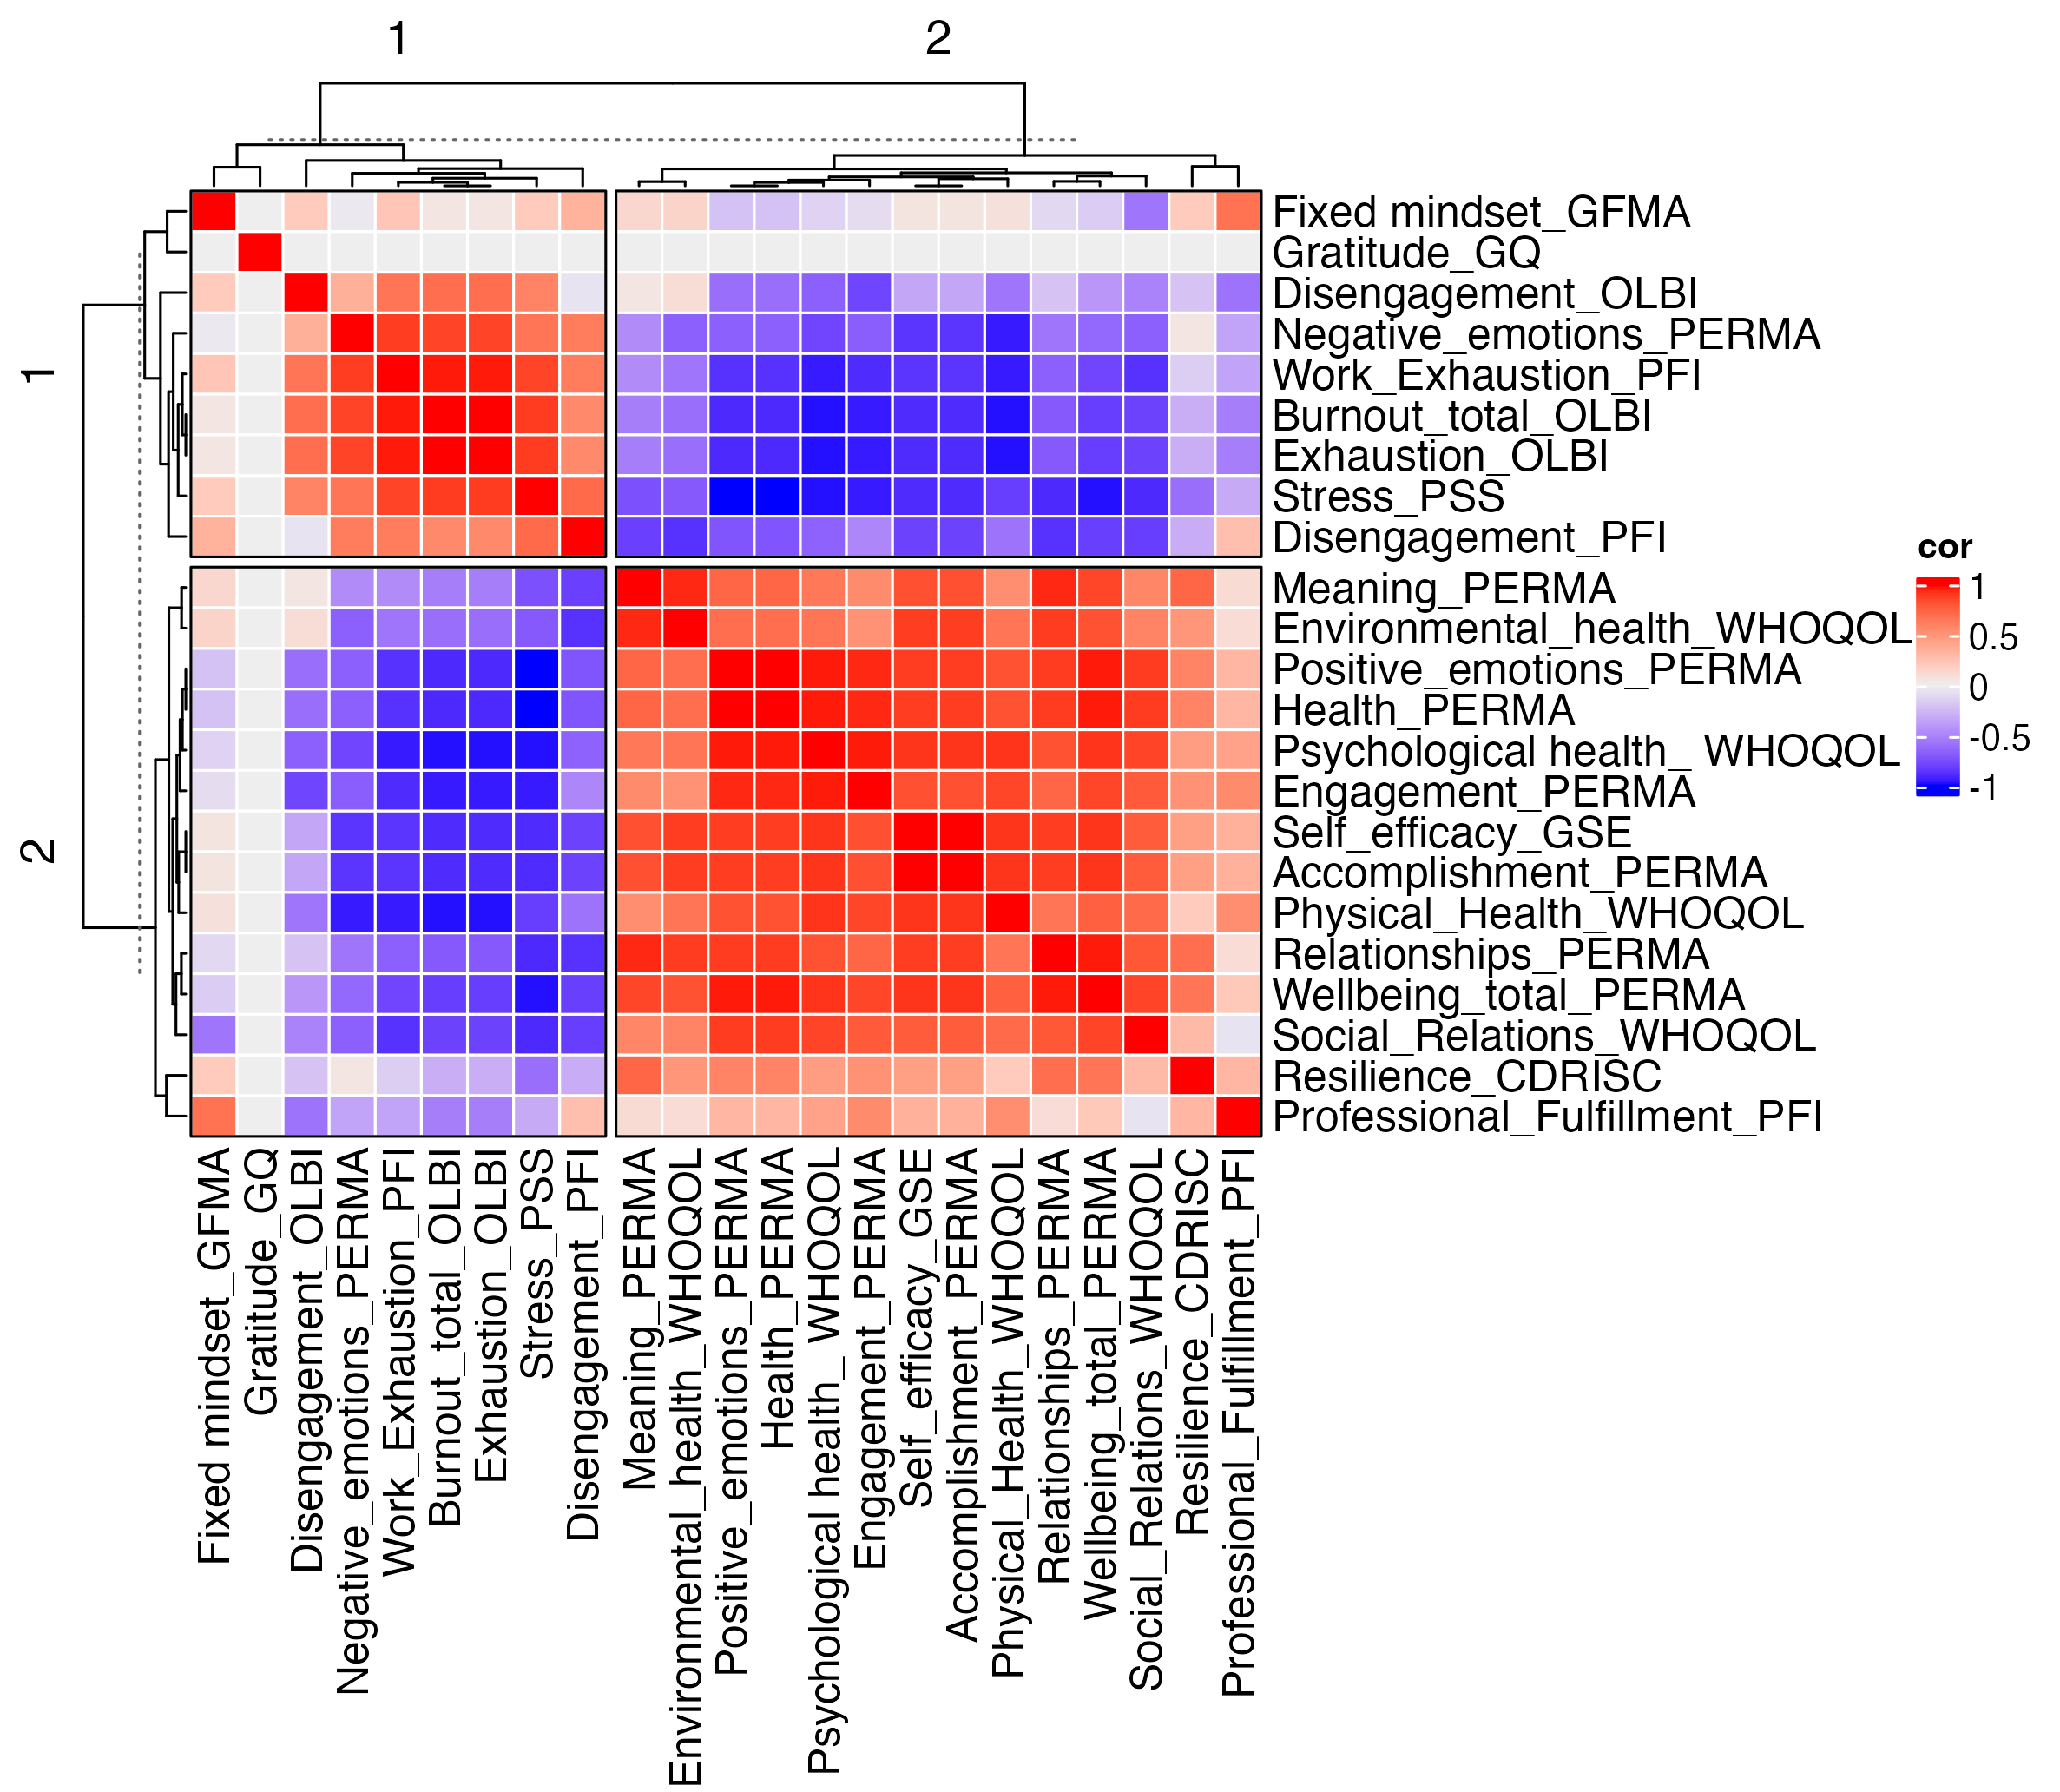 1
2
1
2
Fixed mindset_GFMA
Gratitude_GQ
Disengagement_OLBI
Negative_emotions_PERMA
Work_Exhaustion_PFI
Burnout_total_OLBI
Exhaustion_OLBI
Stress_PSS
Disengagement_PFI
Meaning_PERMA
Environmental_health_WHOQOL
Positive_emotions_PERMA
Health_PERMA
Psychological health_ WHOQOL
Engagement_PERMA
Self_efficacy_GSE
Accomplishment_PERMA
Physical_Health_WHOQOL
Relationships_PERMA
Wellbeing_total_PERMA
Social_Relations_WHOQOL
Resilience_CDRISC
Professional_Fulfillment_PFI
cor
1
0.5
0
-0.5
-1
Fixed mindset_GFMA
Gratitude_GQ
Disengagement_OLBI
Negative_emotions_PERMA
Work_Exhaustion_PFI
Burnout_total_OLBI
Exhaustion_OLBI
Stress_PSS
Disengagement_PFI
Meaning_PERMA
Environmental_health_WHOQOL
Positive_emotions_PERMA
Health_PERMA
Psychological health_ WHOQOL
Engagement_PERMA
Self_efficacy_GSE
Accomplishment_PERMA
Physical_Health_WHOQOL
Relationships_PERMA
Wellbeing_total_PERMA
Social_Relations_WHOQOL
Resilience_CDRISC
Professional_Fulfillment_PFI